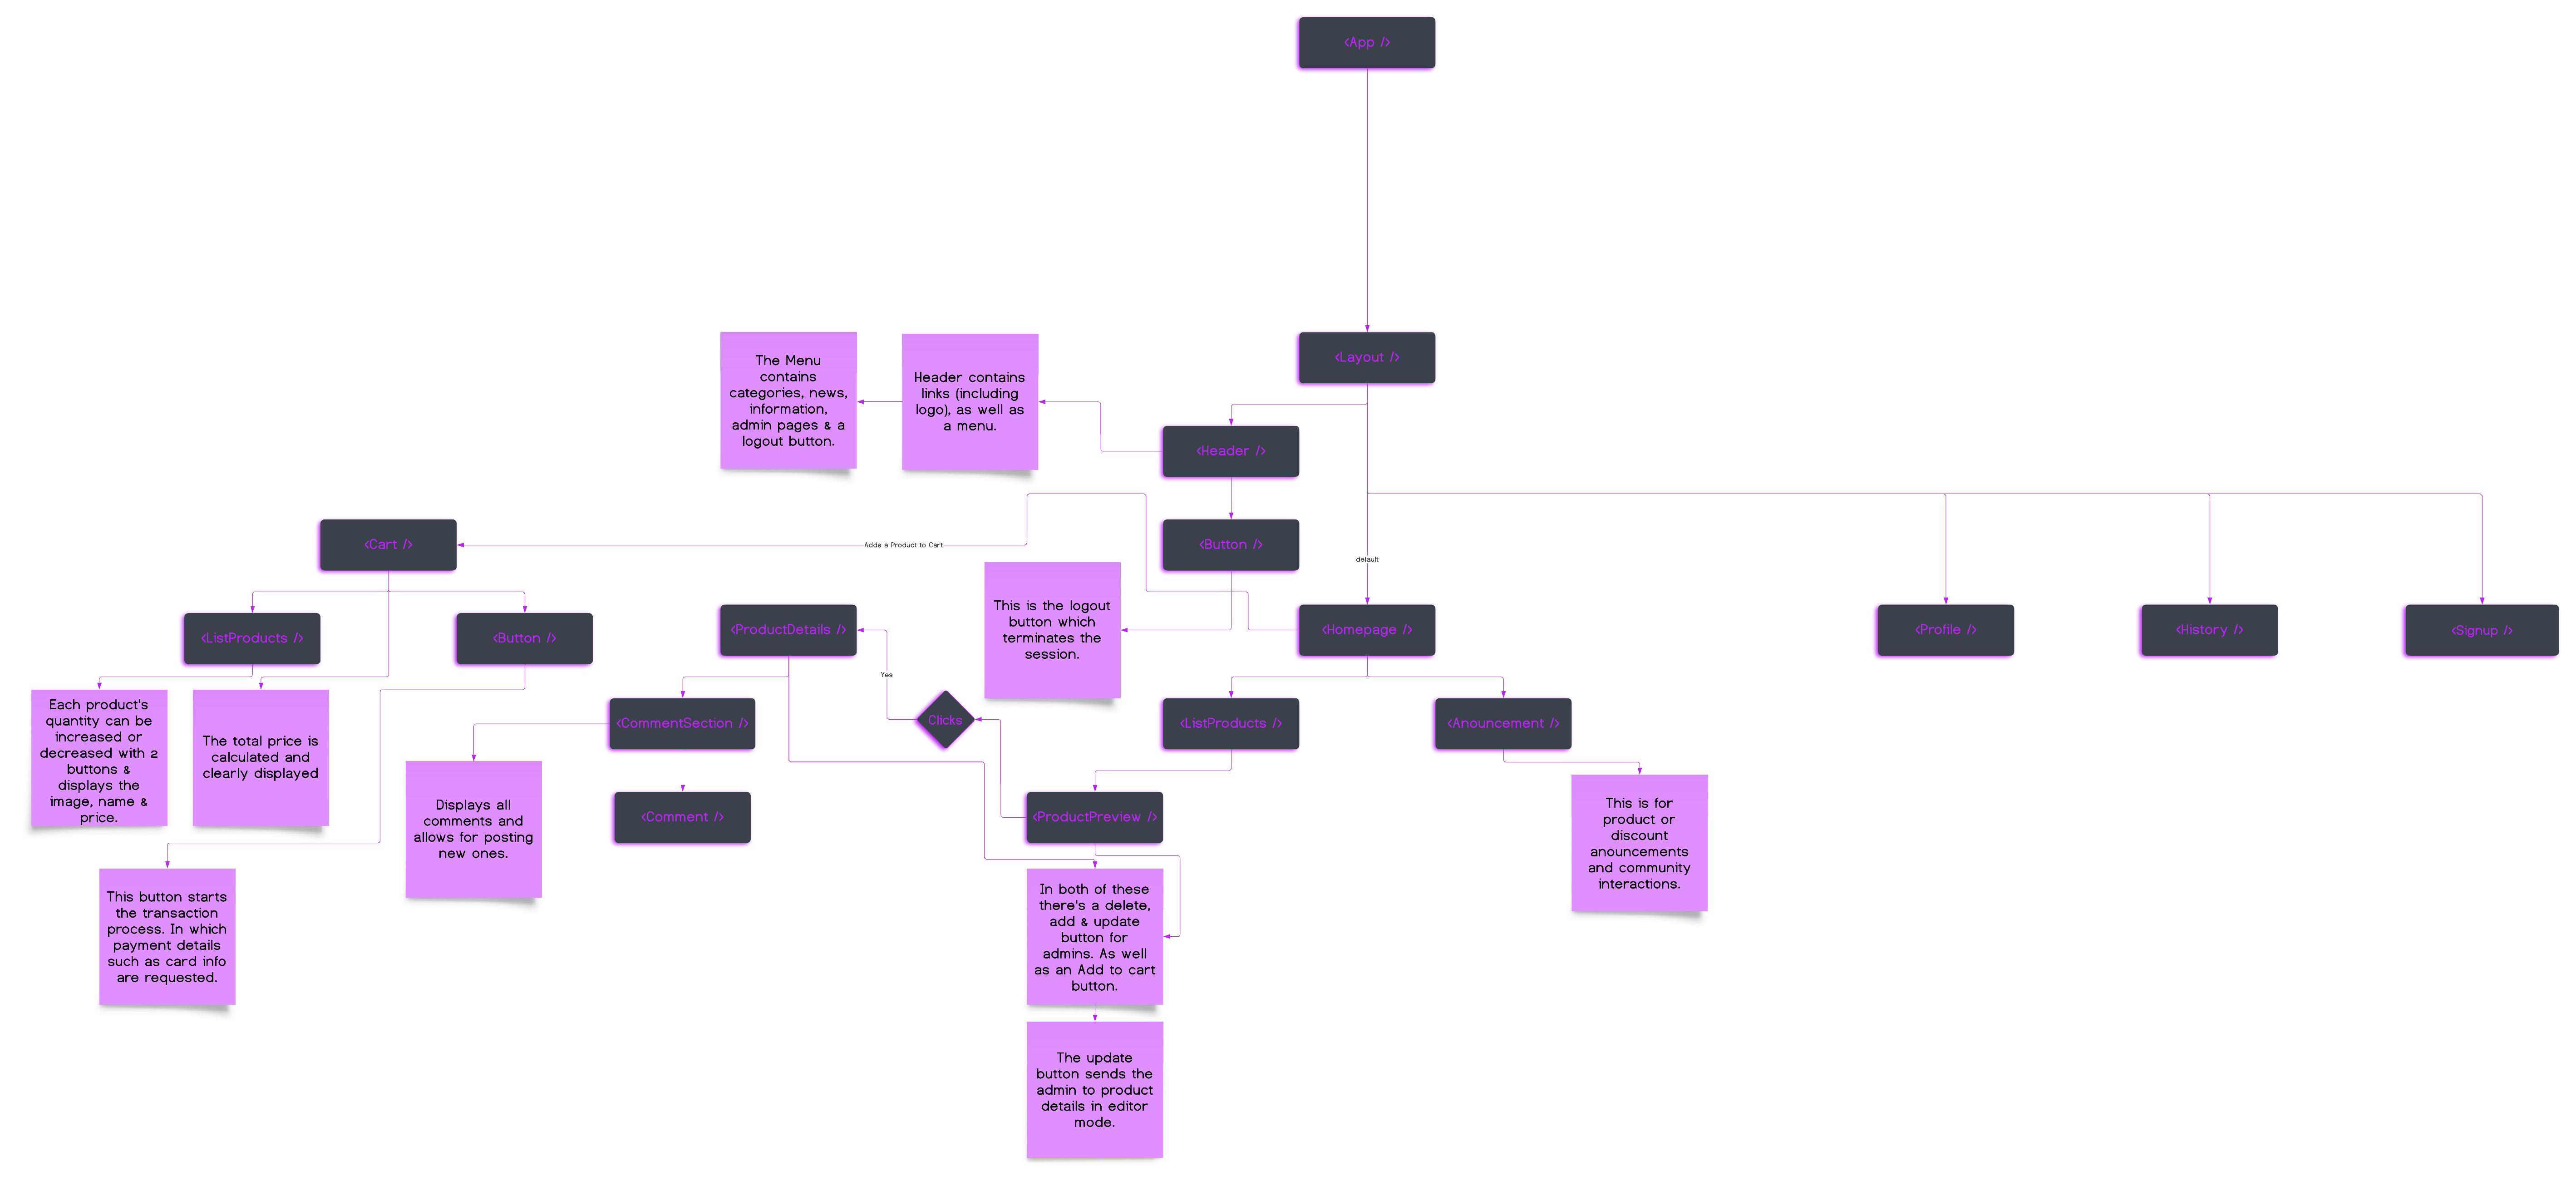 <App />
<Layout />
The Menu
contains
categories, news,
information,
admin pages & a
logout button.
Header contains
links (including
logo), as well as
a menu.
<Header />
<Cart />
Adds a Product to Cart
<Button />
default
This is the logout
button which
terminates the
session.
<ListProducts />
<Button />
<ProductDetails />
<Homepage />
<Profile />
<History />
<Signup />
Yes
Each product's
quantity can be
increased or
decreased with 2
buttons &
displays the
image, name &
price.
The total price is
calculated and
clearly displayed
<CommentSection />
Clicks
<ListProducts />
<Anouncement />
Displays all
comments and
allows for posting
new ones.
<Comment />
<ProductPreview />
This is for
product or
discount
anouncements
and community
interactions.
This button starts
the transaction
process. In which
payment details
such as card info
are requested.
In both of these
there's a delete,
add & update
button for
admins. As well
as an Add to cart
button.
The update
button sends the
admin to product
details in editor
mode.